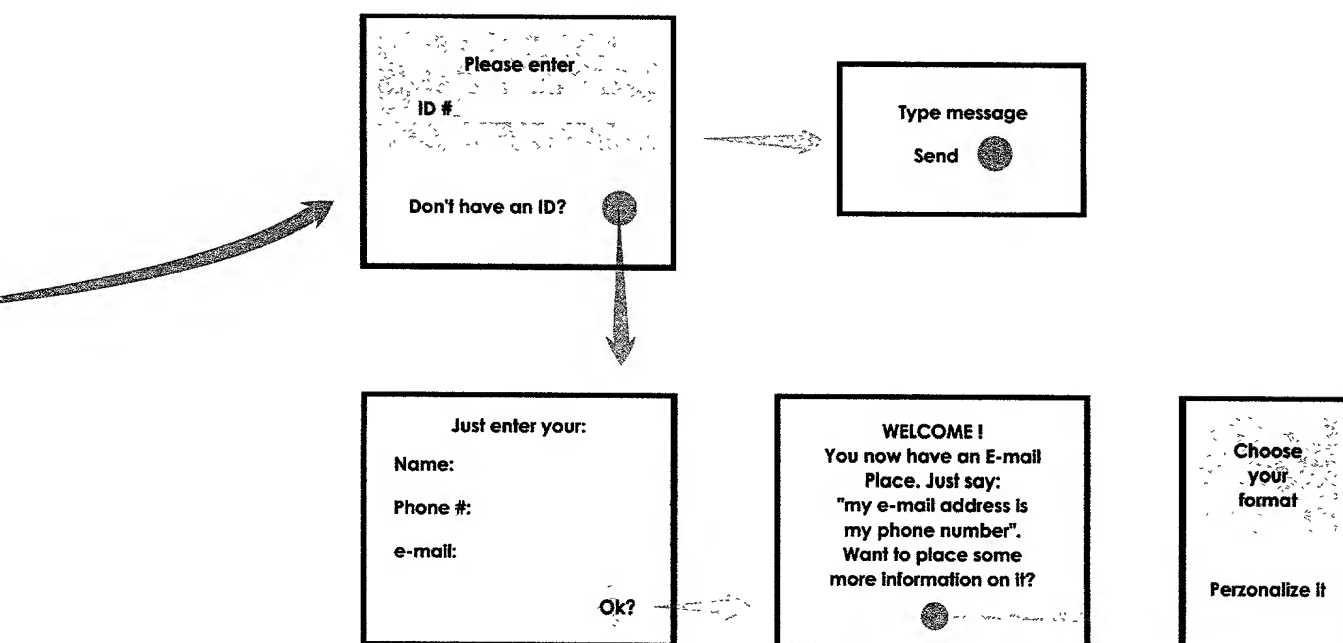 Please enter
ID #
Don't have an ID?
Type message
Send
Just enter your:
Name:
Phone #:
e-mail:
Ok?
WELCOME !
You now have an E-mail
Place. Just say:
"my e-mail address is
my phone number".
Want to place some
more information on it?
Choose
your
format
Perzonalize it